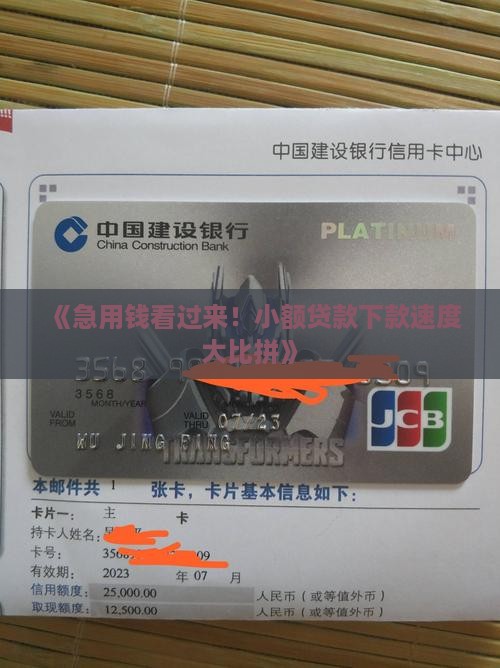 中国建设银行信用卡中心
中国建设银行 PLATINUM
China Construction Bank
《急用钱看过来！小额贷款下款速度
大比拼》
3568
3568
MONTH/YEAR
VALID FROM
VALID THRU 07/23
WU JING PING
TRANSFORMERS
JCB
本邮件共 1 张卡，卡片基本信息如下：
卡片一： 主 卡
持卡人姓名：
卡号： 356 09
有效期： 2023 年 07 月
信用额度： 25,000.00 人民币（或等值外币）
取现额度： 12,500.00 人民币（或等值外币）